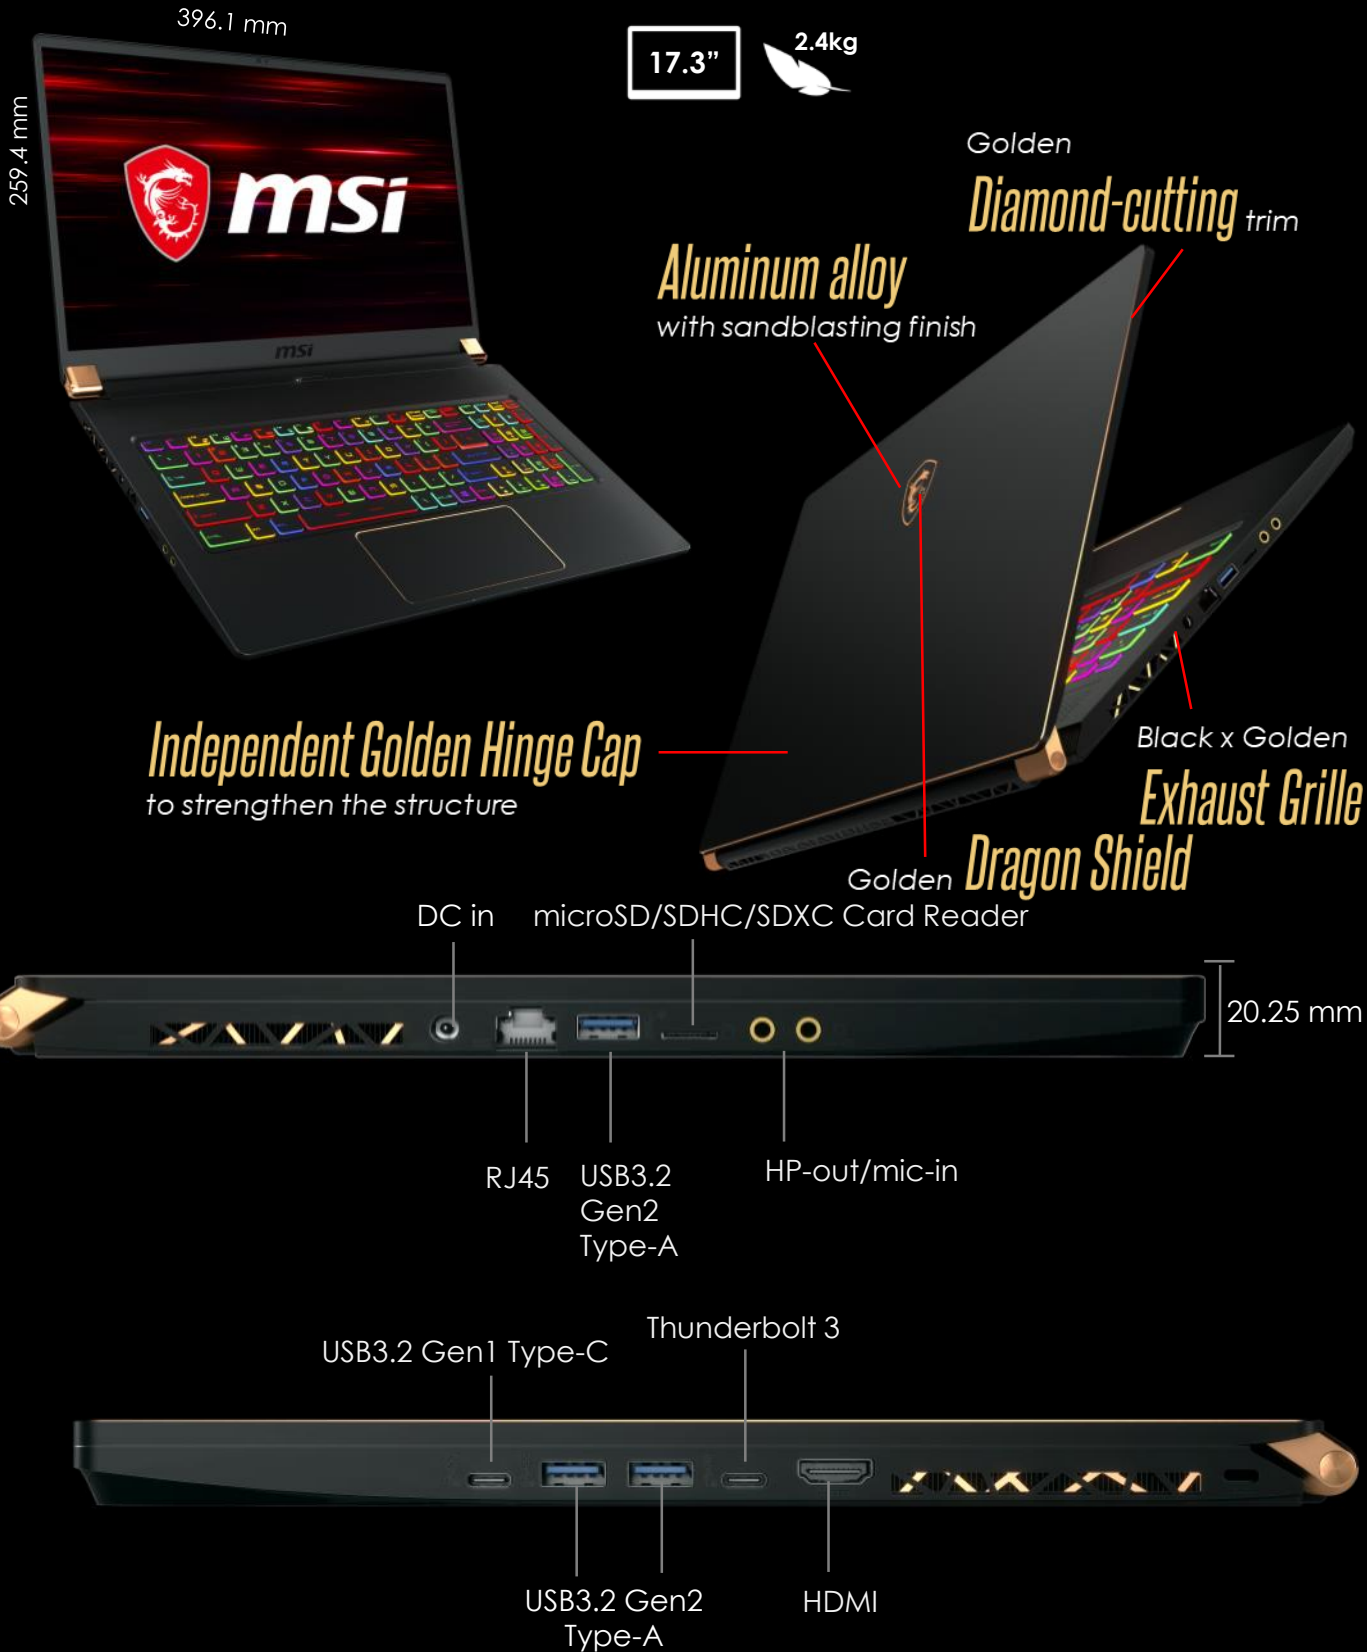 396.1 mm
17.3”
2.4kg
259.4 mm
msi
msi
Golden
Diamond-cutting trim
Aluminum alloy
with sandblasting finish
Independent Golden Hinge Cap
to strengthen the structure
Black x Golden
Exhaust Grille
Golden Dragon Shield
DC in
microSD/SDHC/SDXC Card Reader
20.25 mm
RJ45
USB3.2
Gen2
Type-A
HP-out/mic-in
Thunderbolt 3
USB3.2 Gen1 Type-C
USB3.2 Gen2
Type-A
HDMI